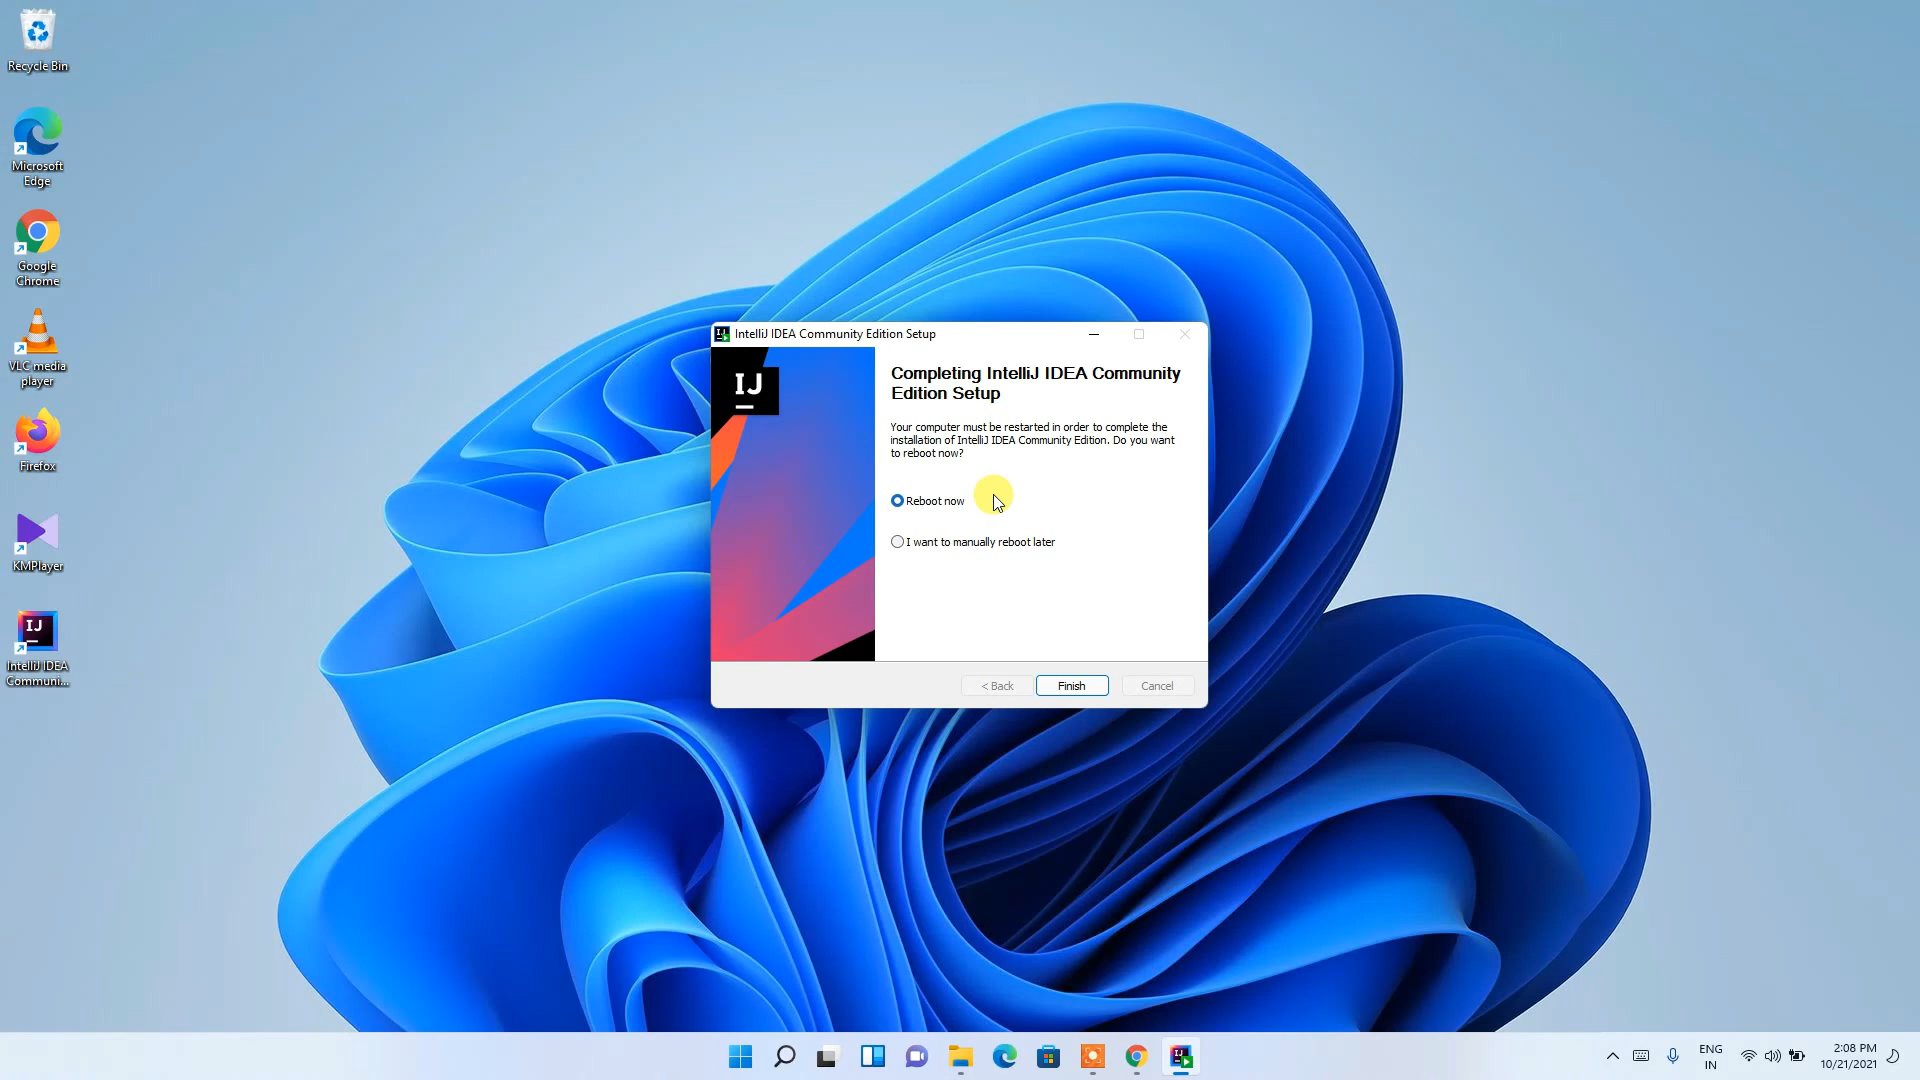 Recycle Bin
Microsoft
Edge
Google
Chrome
VLC media
player
Firefox
KMPlayer
IJ
IntelliJ IDEA
Communi...
IntelliJ IDEA Community Edition Setup
IJ
Completing IntelliJ IDEA Community
Edition Setup
Your computer must be restarted in order to complete the
installation of IntelliJ IDEA Community Edition. Do you want
to reboot now?
Reboot now
I want to manually reboot later
< Back
Finish
Cancel
ENG
IN
2:08 PM
10/21/2021